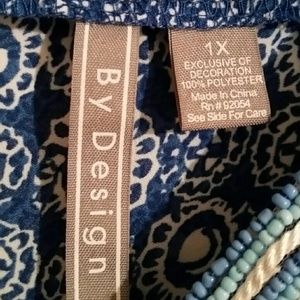 By Design
1X
EXCLUSIVE OF
DECORATION
100% POLYESTER
Made In China
Rn# 92054
See Side For Care